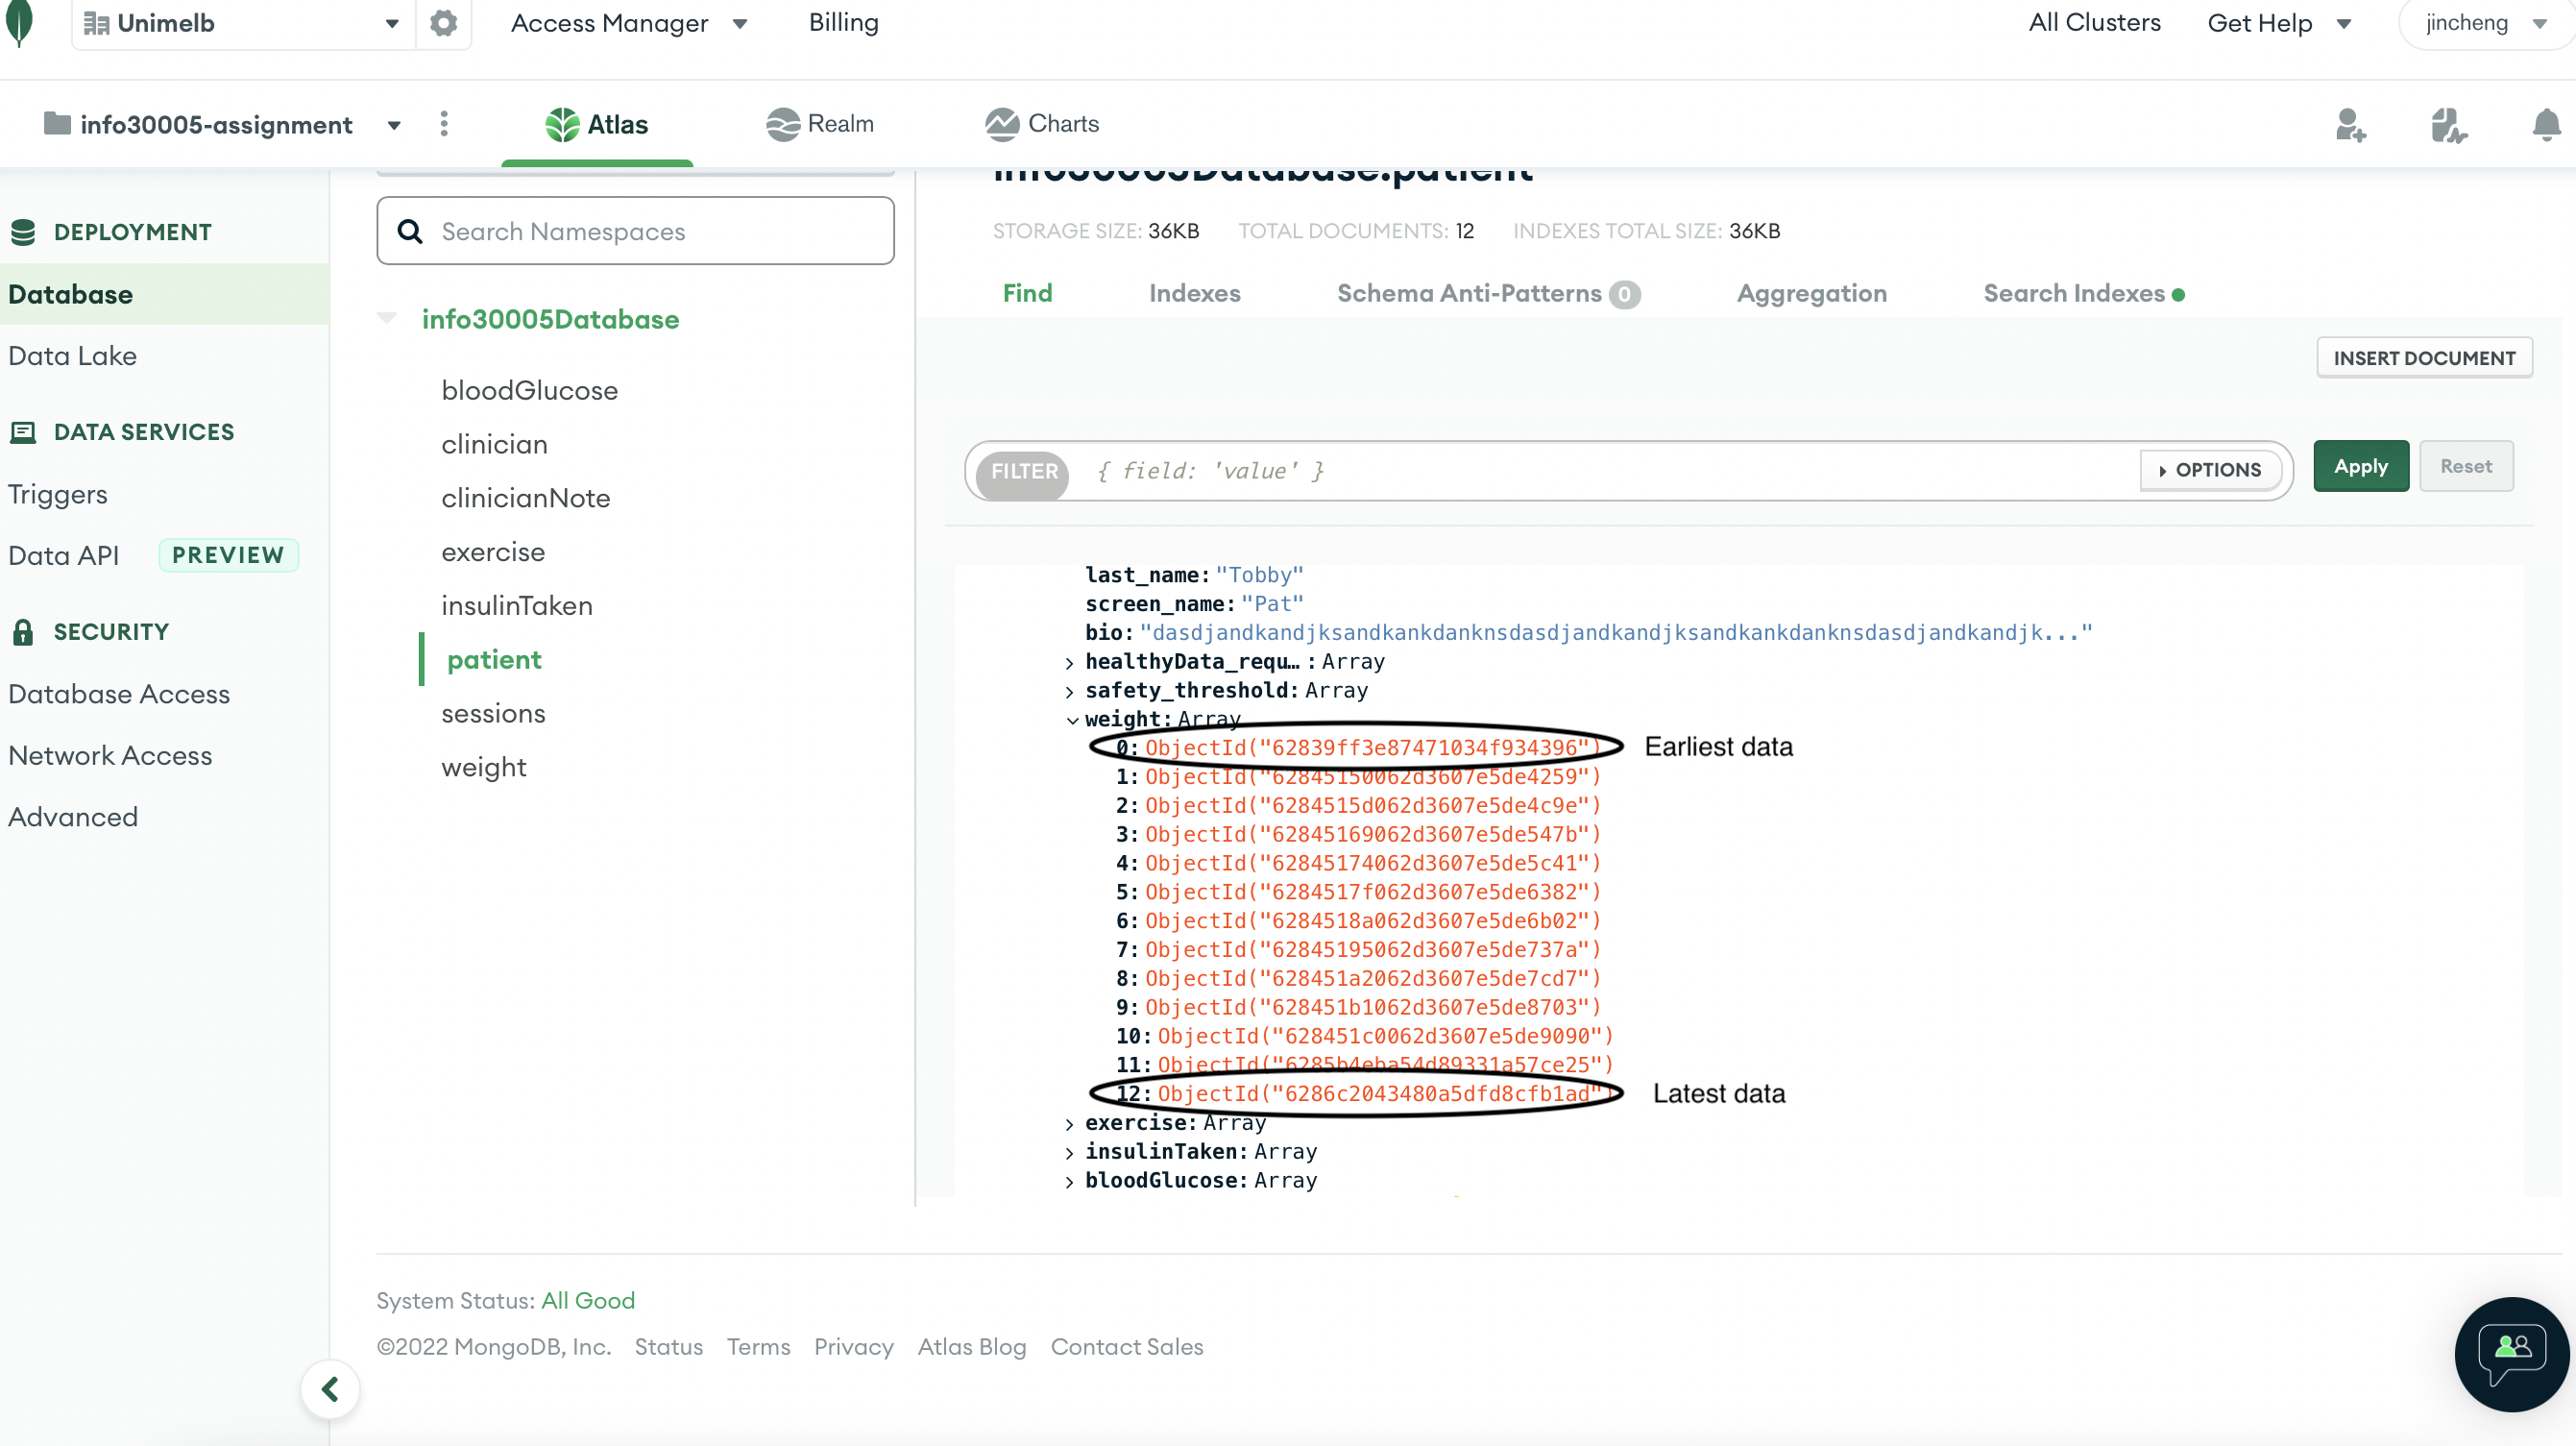 Unimelb Access Manager Billing All Clusters Get Help jincheng
info30005-assignment Atlas Realm Charts
DEPLOYMENT
Database
Data Lake
DATA SERVICES
Triggers
Data API PREVIEW
SECURITY
Database Access
Network Access
Advanced
Search Namespaces
info30005Database
bloodGlucose
clinician
clinicianNote
exercise
insulinTaken
patient
sessions
weight
info30005Database.patient
STORAGE SIZE: 36KB TOTAL DOCUMENTS: 12 INDEXES TOTAL SIZE: 36KB
Find Indexes Schema Anti-Patterns 0 Aggregation Search Indexes
INSERT DOCUMENT
FILTER { field: 'value' } OPTIONS Apply Reset
last_name: "Tobby"
screen_name: "Pat"
bio: "dasdjandkandjksandkankdanknsdasdjandkandjksandkankdanknsdasdjandkandjk..."
healthyData_requ… : Array
safety_threshold: Array
weight: Array
0: ObjectId("62839ff3e87471034f934396") Earliest data
1: ObjectId("62845150062d3607e5de4259")
2: ObjectId("6284515d062d3607e5de4c9e")
3: ObjectId("62845169062d3607e5de547b")
4: ObjectId("62845174062d3607e5de5c41")
5: ObjectId("6284517f062d3607e5de6382")
6: ObjectId("6284518a062d3607e5de6b02")
7: ObjectId("62845195062d3607e5de737a")
8: ObjectId("628451a2062d3607e5de7cd7")
9: ObjectId("628451b1062d3607e5de8703")
10: ObjectId("628451c0062d3607e5de9090")
11: ObjectId("6285b4eba54d89331a57ce25")
12: ObjectId("6286c2043480a5dfd8cfb1ad") Latest data
exercise: Array
insulinTaken: Array
bloodGlucose: Array
System Status: All Good
©2022 MongoDB, Inc. Status Terms Privacy Atlas Blog Contact Sales